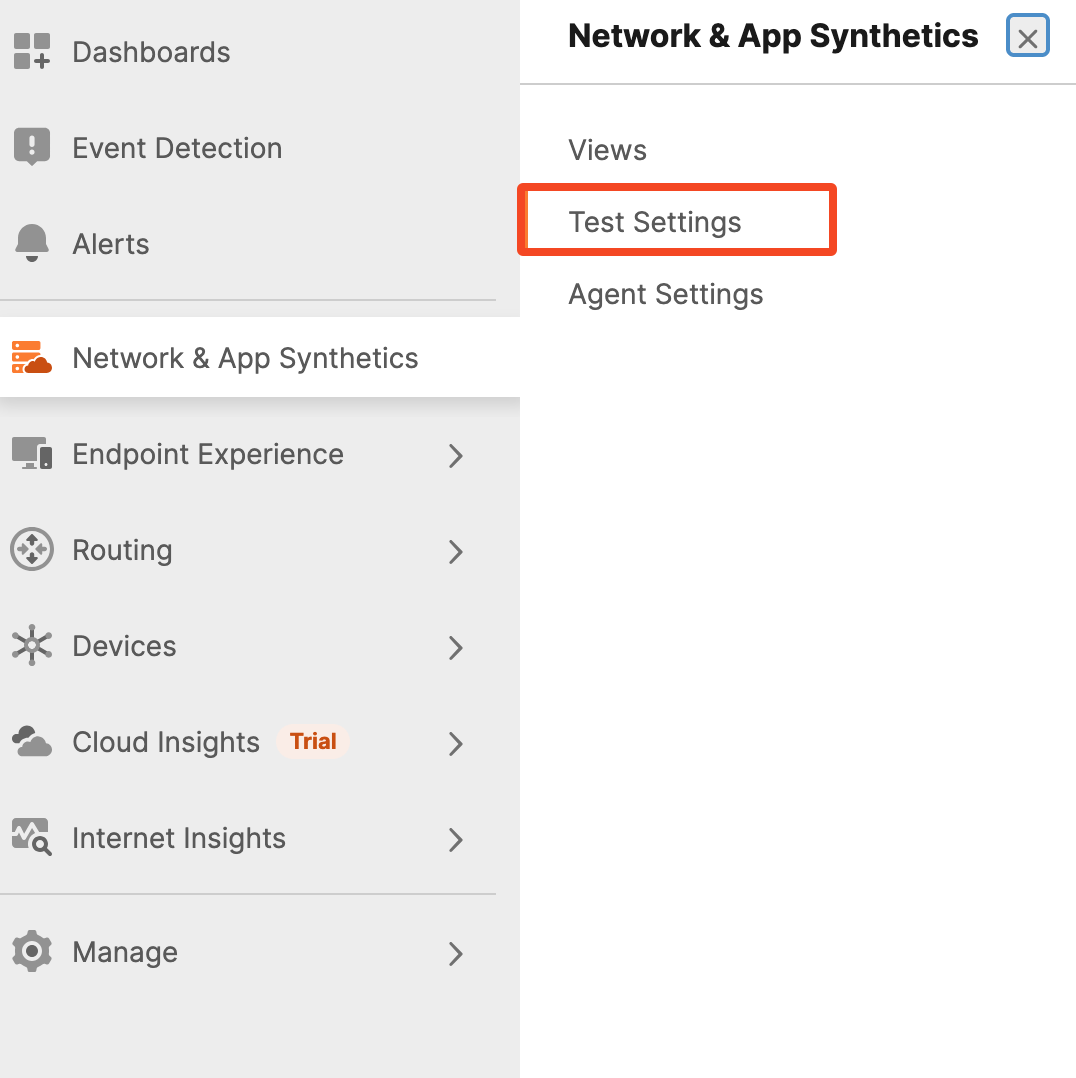 Dashboards
Event Detection
Alerts
Network & App Synthetics
Endpoint Experience
Routing
Devices
Cloud Insights Trial
Internet Insights
Manage
Network & App Synthetics
Views
Test Settings
Agent Settings